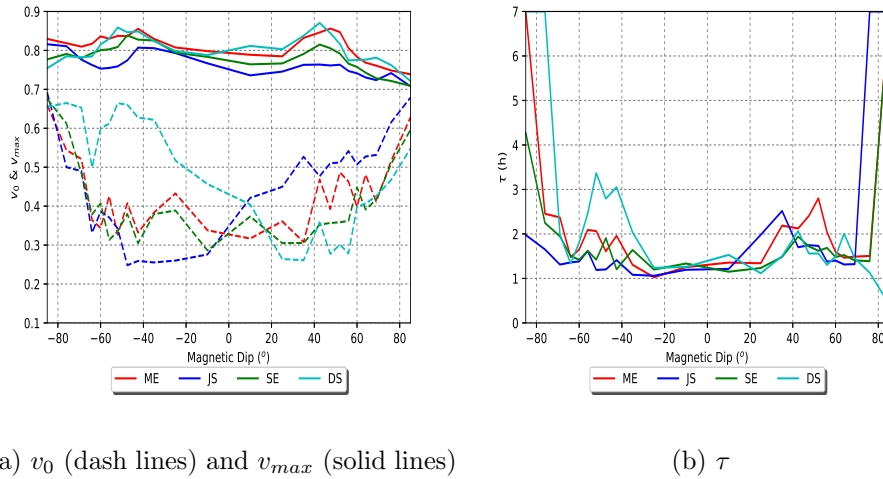 0.9
0.8
0.7
0.6
0.5
0.4
0.3
0.2
0.1
v₀ & v_max
−80 −60 −40 −20 0 20 40 60 80
Magnetic Dip (°)
ME JS SE DS
7
6
5
4
3
2
1
0
τ (h)
−80 −60 −40 −20 0 20 40 60 80
Magnetic Dip (°)
ME JS SE DS
a) v₀ (dash lines) and v_max (solid lines)
(b) τ